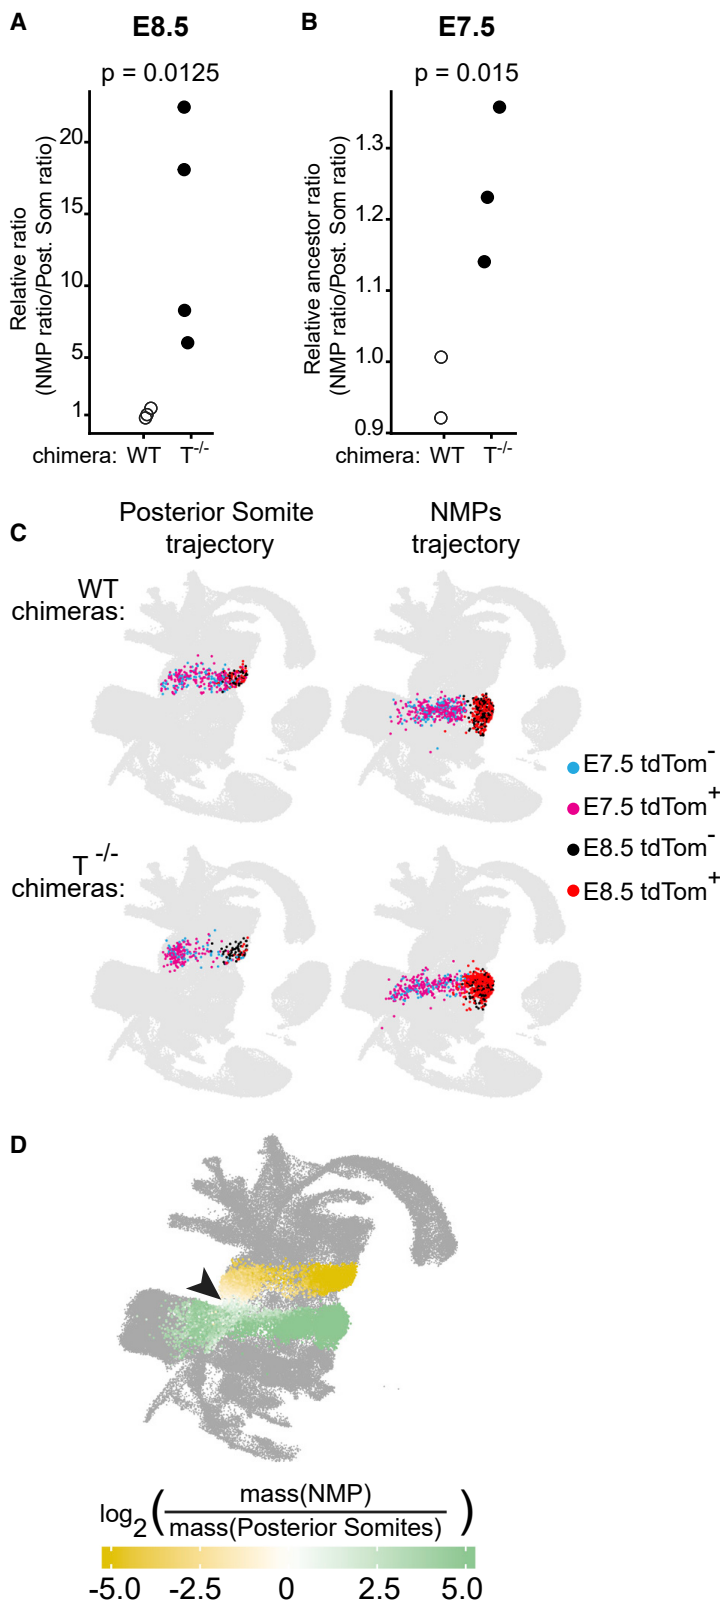 A
E8.5
p = 0.0125
Relative ratio
(NMP ratio/Post. Som ratio)
20
15
10
5
1
chimera: WT T-/-
B
E7.5
p = 0.015
Relative ancestor ratio
(NMP ratio/Post. Som ratio)
1.3
1.2
1.1
1.0
0.9
chimera: WT T-/-
C
Posterior Somite
trajectory
NMPs
trajectory
WT
chimeras:
T -/-
chimeras:
E7.5 tdTom-
E7.5 tdTom+
E8.5 tdTom-
E8.5 tdTom+
D
log2 ( mass(NMP)
mass(Posterior Somites) )
-5.0 -2.5 0 2.5 5.0